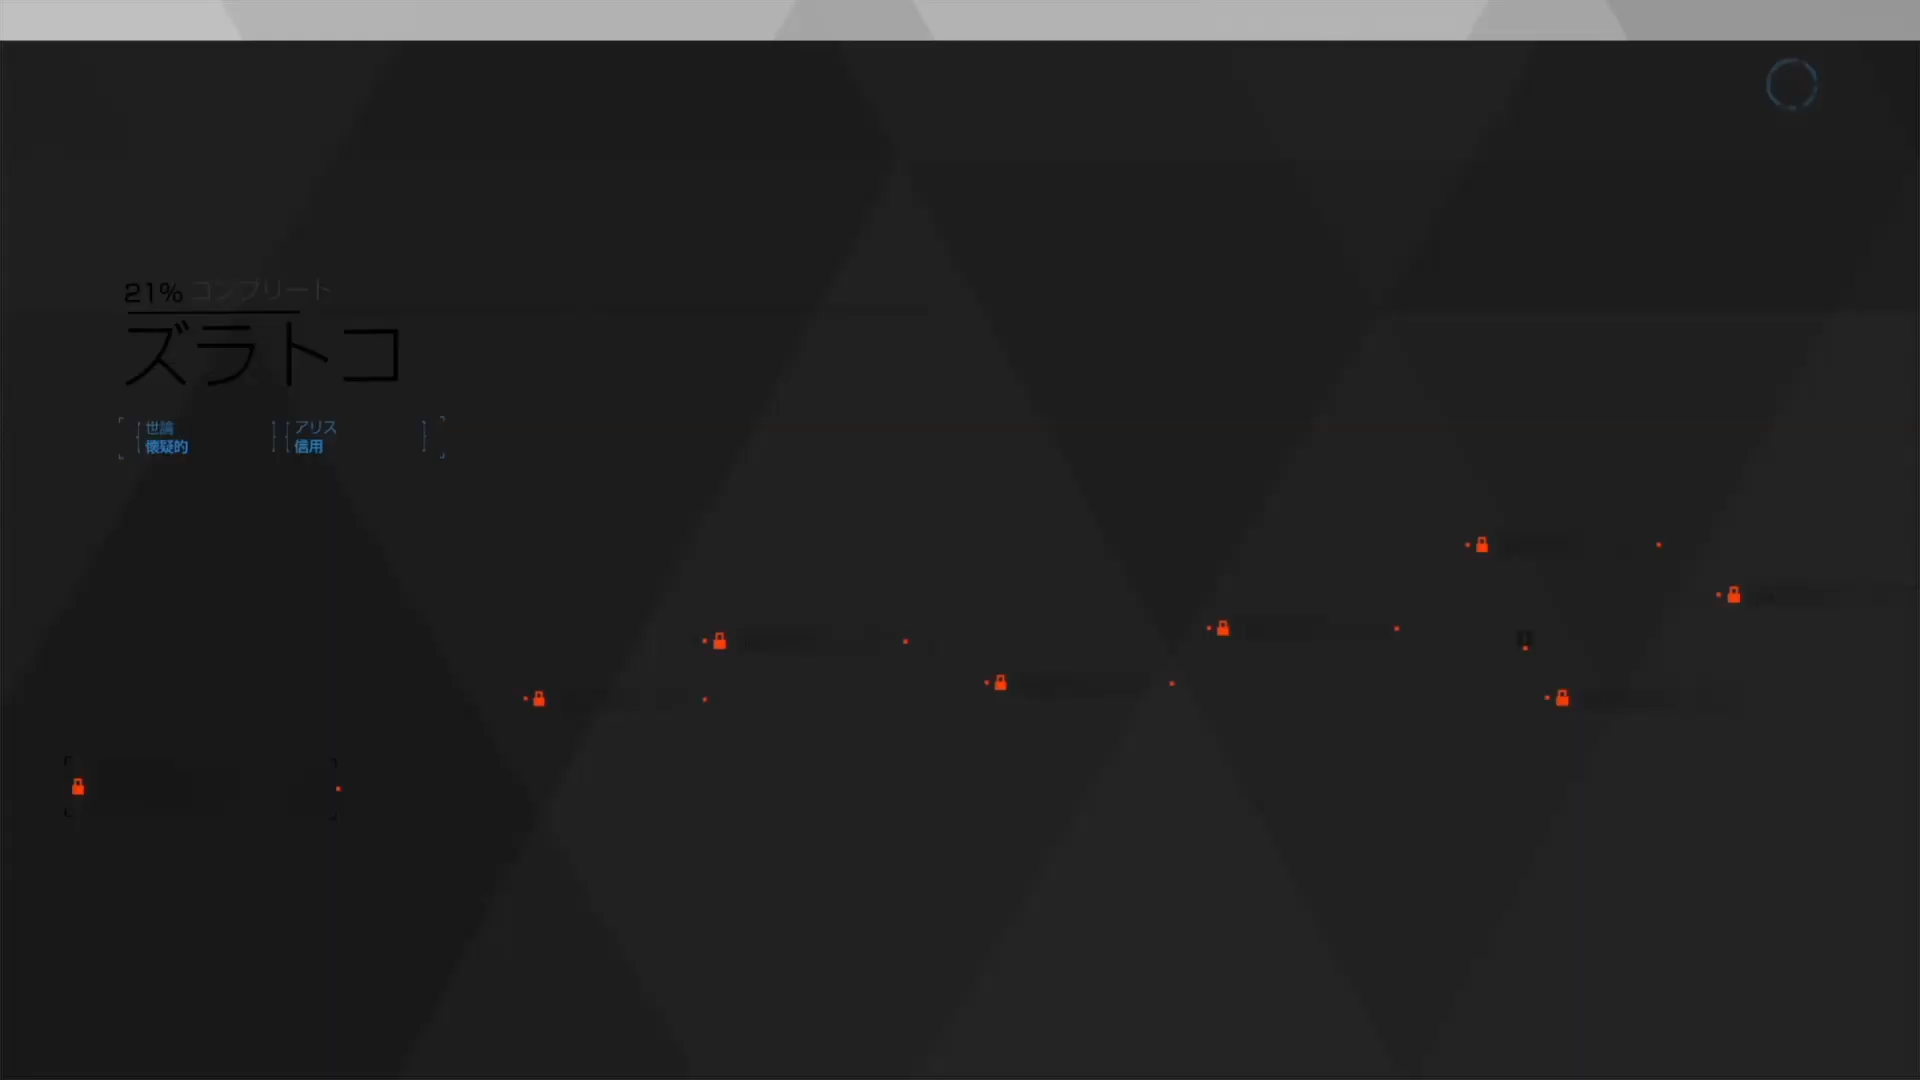 21% コンプリート
ズラトコ
世論
懐疑的
アリス
信用